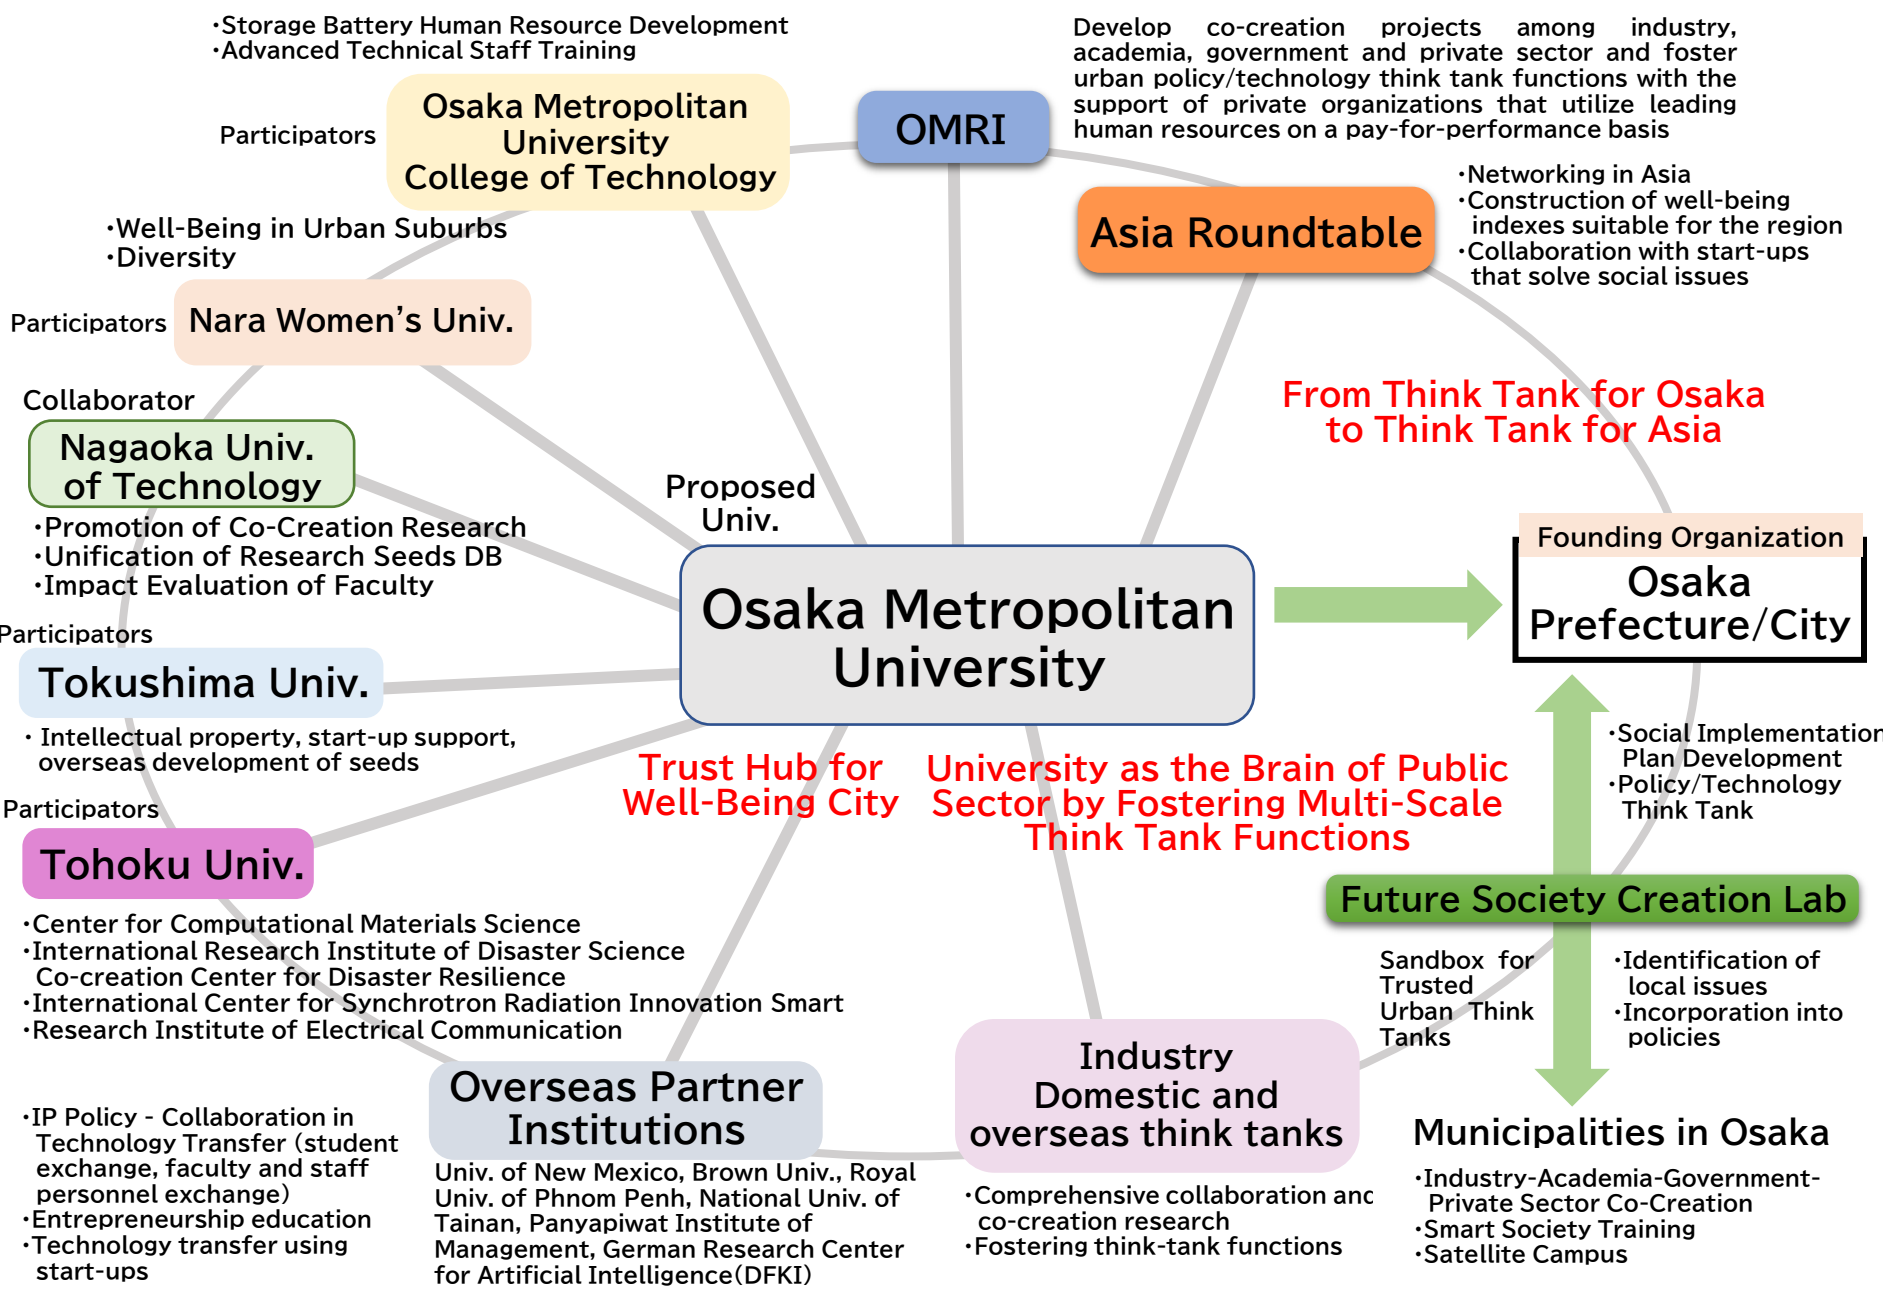 ·Storage Battery Human Resource Development
·Advanced Technical Staff Training
Participators
Osaka Metropolitan
University
College of Technology
OMRI
Develop co-creation projects among industry,
academia, government and private sector and foster
urban policy/technology think tank functions with the
support of private organizations that utilize leading
human resources on a pay-for-performance basis
Asia Roundtable
·Networking in Asia
·Construction of well-being
indexes suitable for the region
·Collaboration with start-ups
that solve social issues
·Well-Being in Urban Suburbs
·Diversity
Participators
Nara Women's Univ.
Collaborator
Nagaoka Univ.
of Technology
·Promotion of Co-Creation Research
·Unification of Research Seeds DB
·Impact Evaluation of Faculty
From Think Tank for Osaka
to Think Tank for Asia
Proposed
Univ.
Osaka Metropolitan
University
Founding Organization
Osaka
Prefecture/City
Participators
Tokushima Univ.
· Intellectual property, start-up support,
overseas development of seeds
Trust Hub for
Well-Being City
University as the Brain of Public
Sector by Fostering Multi-Scale
Think Tank Functions
·Social Implementation
Plan Development
·Policy/Technology
Think Tank
Participators
Tohoku Univ.
·Center for Computational Materials Science
·International Research Institute of Disaster Science
Co-creation Center for Disaster Resilience
·International Center for Synchrotron Radiation Innovation Smart
·Research Institute of Electrical Communication
Future Society Creation Lab
Sandbox for
Trusted
Urban Think
Tanks
·Identification of
local issues
·Incorporation into
policies
·IP Policy - Collaboration in
Technology Transfer (student
exchange, faculty and staff
personnel exchange)
·Entrepreneurship education
·Technology transfer using
start-ups
Overseas Partner
Institutions
Univ. of New Mexico, Brown Univ., Royal
Univ. of Phnom Penh, National Univ. of
Tainan, Panyapiwat Institute of
Management, German Research Center
for Artificial Intelligence(DFKI)
Industry
Domestic and
overseas think tanks
·Comprehensive collaboration and
co-creation research
·Fostering think-tank functions
Municipalities in Osaka
·Industry-Academia-Government-
Private Sector Co-Creation
·Smart Society Training
·Satellite Campus